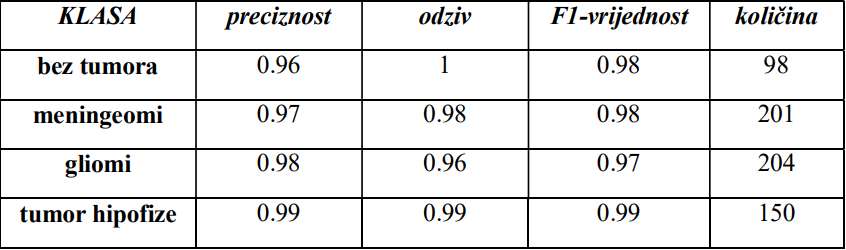 KLASA preciznost odziv F1-vrijednost količina
bez tumora 0.96 1 0.98 98
meningeomi 0.97 0.98 0.98 201
gliomi 0.98 0.96 0.97 204
tumor hipofize 0.99 0.99 0.99 150